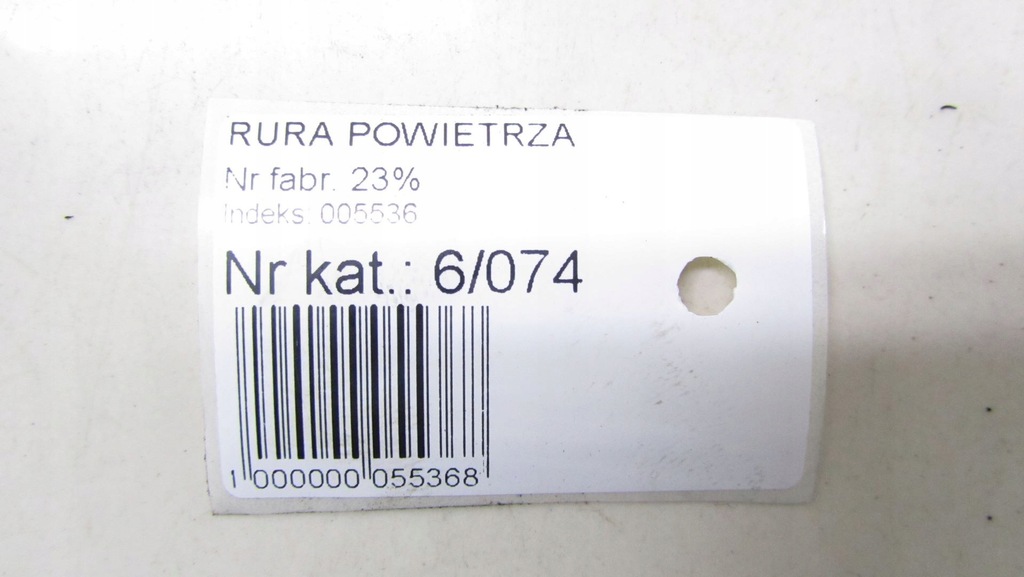 RURA POWIETRZA
Nr fabr. 23%
Indeks: 005536
Nr kat.: 6/074
1 000000 055368